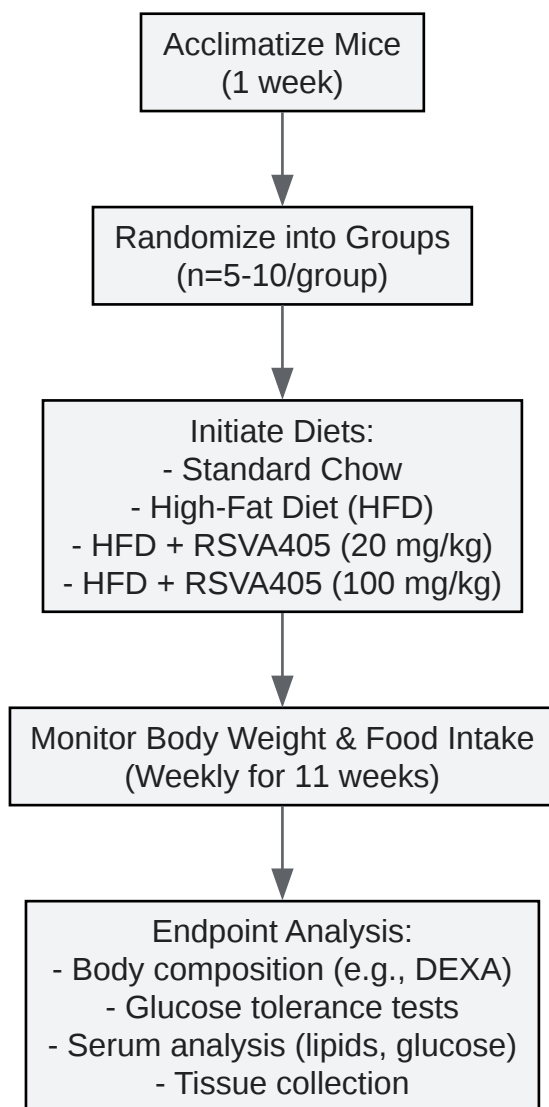 Acclimatize Mice
(1 week)
Randomize into Groups
(n=5-10/group)
Initiate Diets:
- Standard Chow
- High-Fat Diet (HFD)
- HFD + RSVA405 (20 mg/kg)
- HFD + RSVA405 (100 mg/kg)
Monitor Body Weight & Food Intake
(Weekly for 11 weeks)
Endpoint Analysis:
- Body composition (e.g., DEXA)
- Glucose tolerance tests
- Serum analysis (lipids, glucose)
- Tissue collection